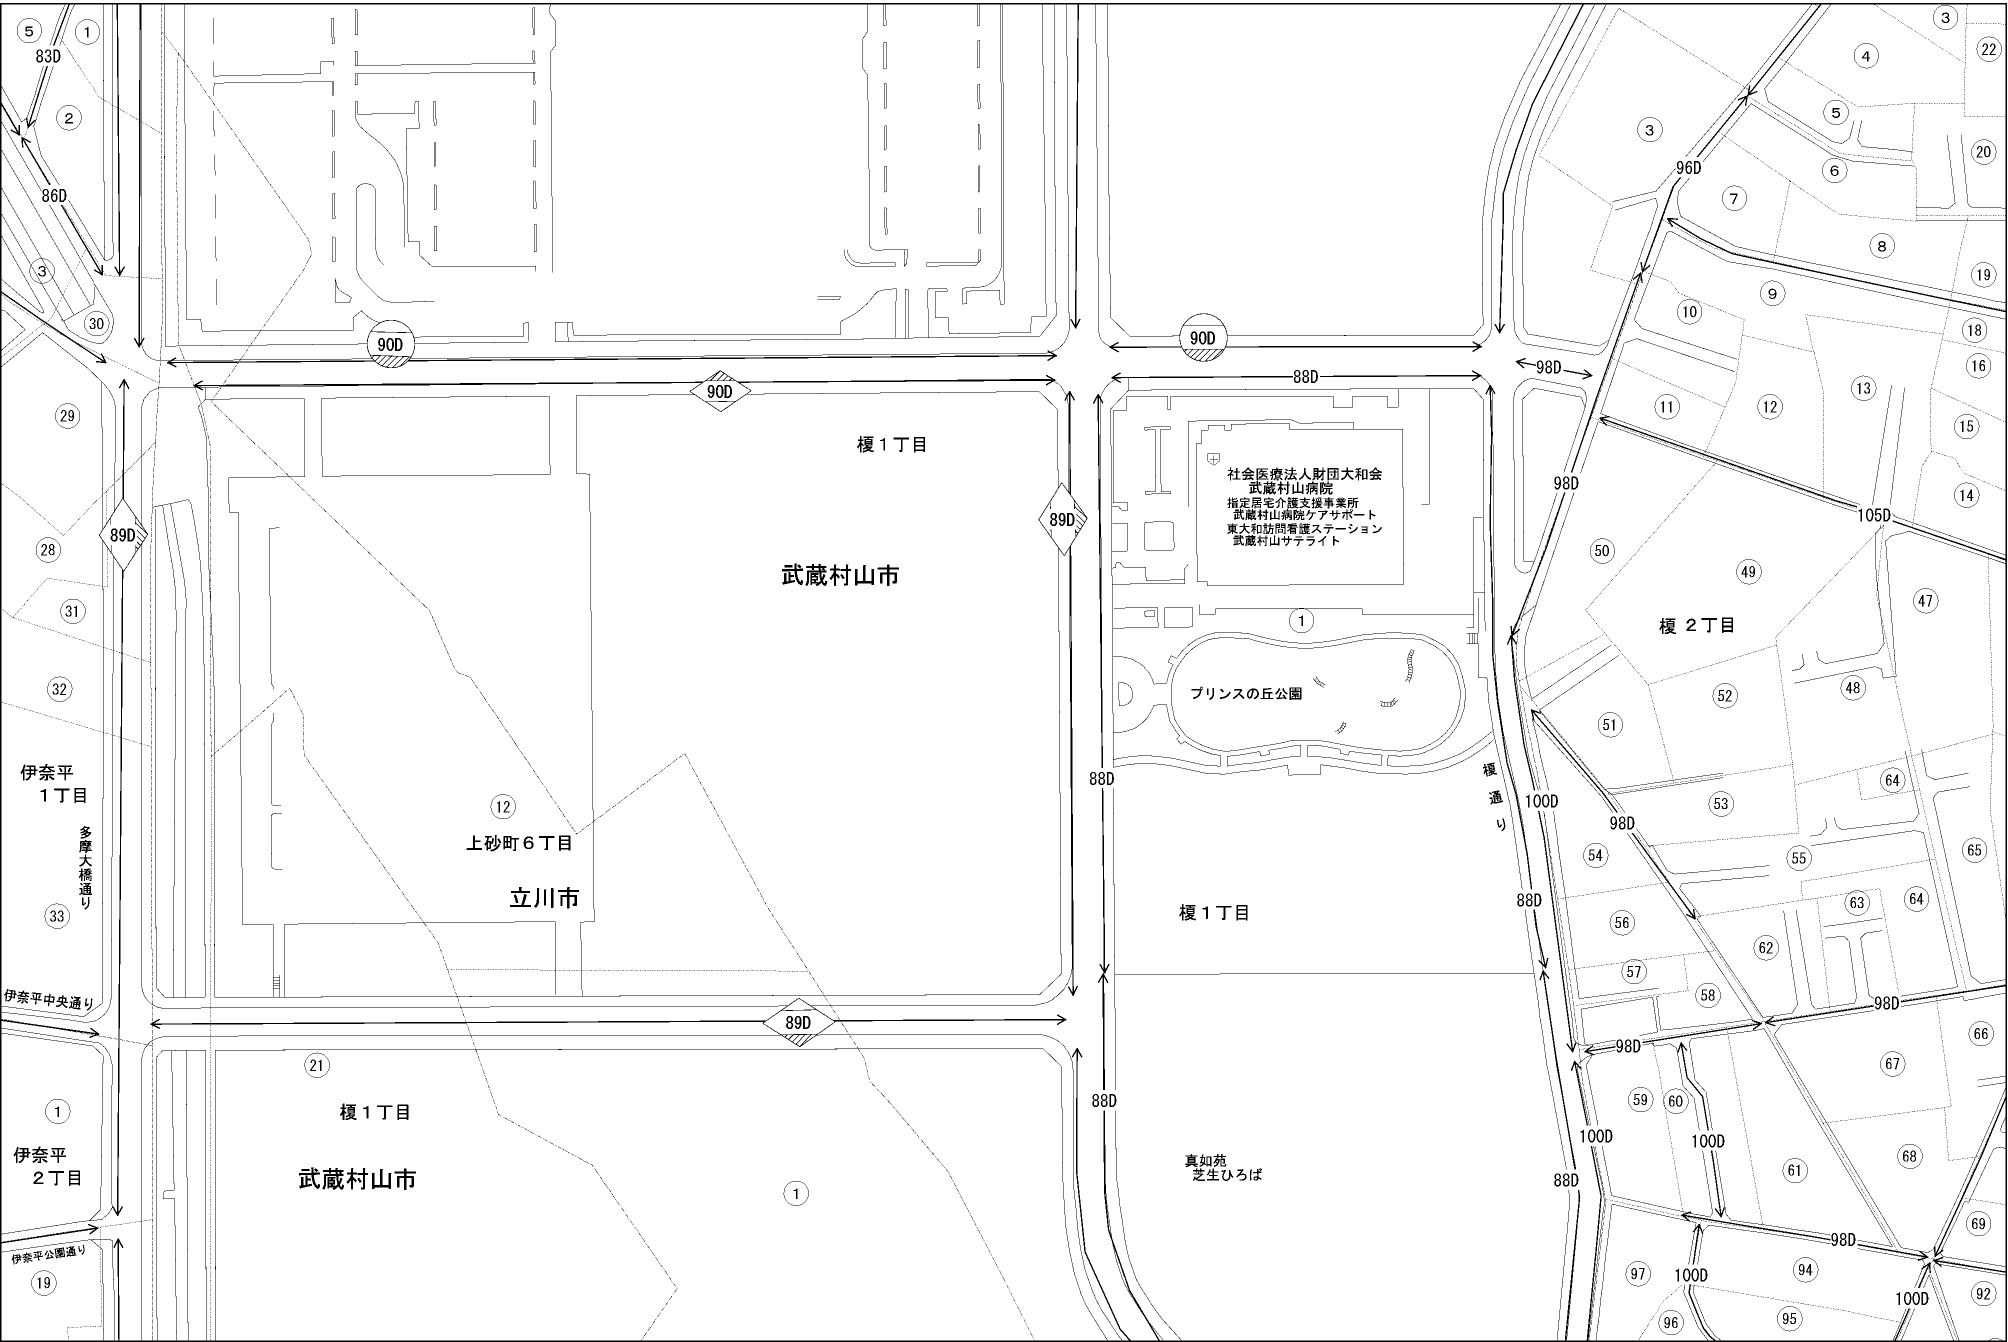 5
1
83D
2
86D
3
30
90D
90D
3
4
3
22
5
20
6
96D
7
8
19
9
10
18
16
98D
88D
90D
29
榎１丁目
11
12
13
15
14
社会医療法人財団大和会
武蔵村山病院
指定居宅介護支援事業所
武蔵村山病院ケアサポート
東大和訪問看護ステーション
武蔵村山サテライト
98D
105D
89D
89D
28
50
49
47
武蔵村山市
31
1
榎 ２丁目
32
プリンスの丘公園
52
48
51
伊奈平
１丁目
88D
榎通り
100D
64
53
98D
12
上砂町６丁目
多摩大橋通り
54
55
65
立川市
33
榎１丁目
88D
56
63
64
62
57
58
伊奈平中央通り
89D
98D
98D
66
21
67
1
榎１丁目
88D
59
60
100D
100D
68
伊奈平
２丁目
武蔵村山市
1
真如苑
芝生ひろば
88D
61
69
伊奈平公園通り
98D
19
97
100D
94
100D
92
96
95